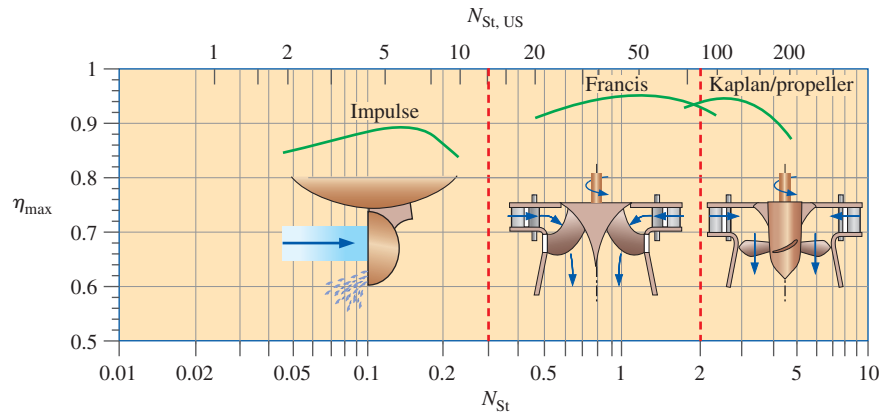 N_St, US
1 2 5 10 20 50 100 200
1
0.9
0.8
0.7
0.6
0.5
η_max
Impulse
Francis
Kaplan/propeller
0.01 0.02 0.05 0.1 0.2 0.5 1 2 5 10
N_St